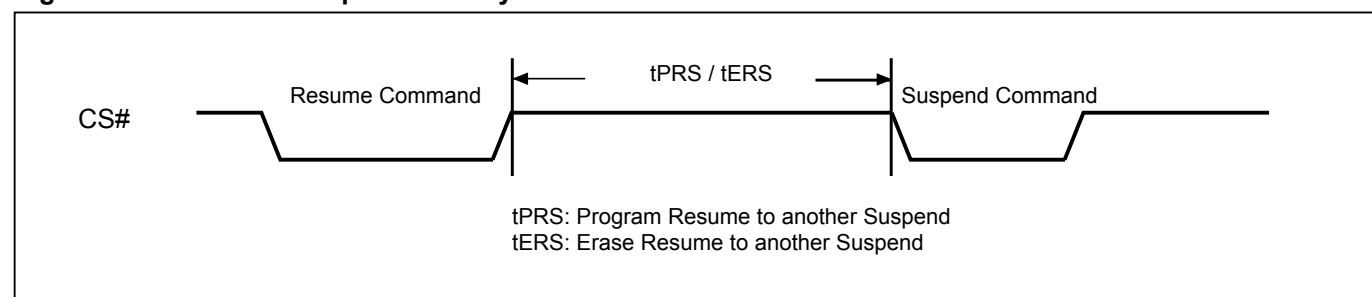 tPRS / tERS
Resume Command
Suspend Command
CS#
tPRS: Program Resume to another Suspend
tERS: Erase Resume to another Suspend